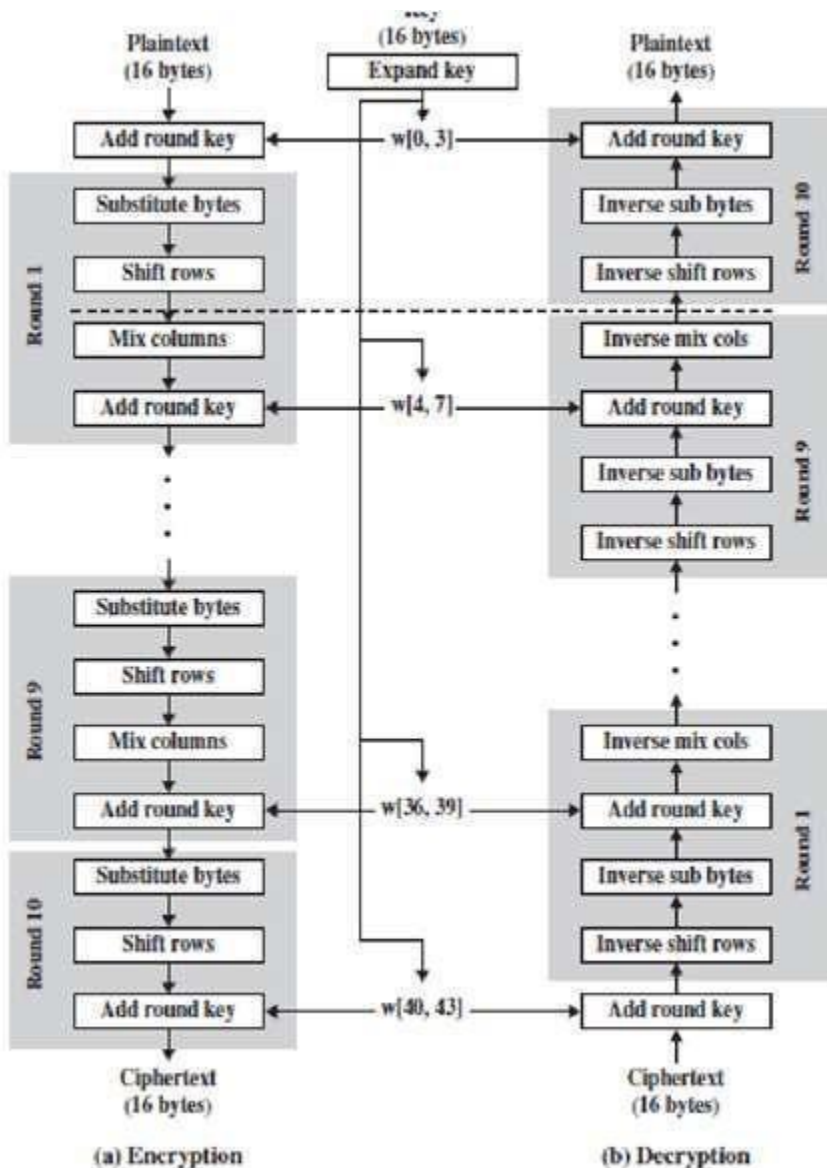 Key
(16 bytes)
Expand key
w[0, 3]
w[4, 7]
w[36, 39]
w[40, 43]
Plaintext
(16 bytes)
Add round key
Round 1
Substitute bytes
Shift rows
Mix columns
Add round key
Round 9
Substitute bytes
Shift rows
Mix columns
Add round key
Round 10
Substitute bytes
Shift rows
Add round key
Ciphertext
(16 bytes)
(a) Encryption
Plaintext
(16 bytes)
Add round key
Inverse sub bytes
Inverse shift rows
Round 10
Inverse mix cols
Add round key
Inverse sub bytes
Inverse shift rows
Round 9
Inverse mix cols
Add round key
Inverse sub bytes
Inverse shift rows
Round 1
Add round key
Ciphertext
(16 bytes)
(b) Decryption